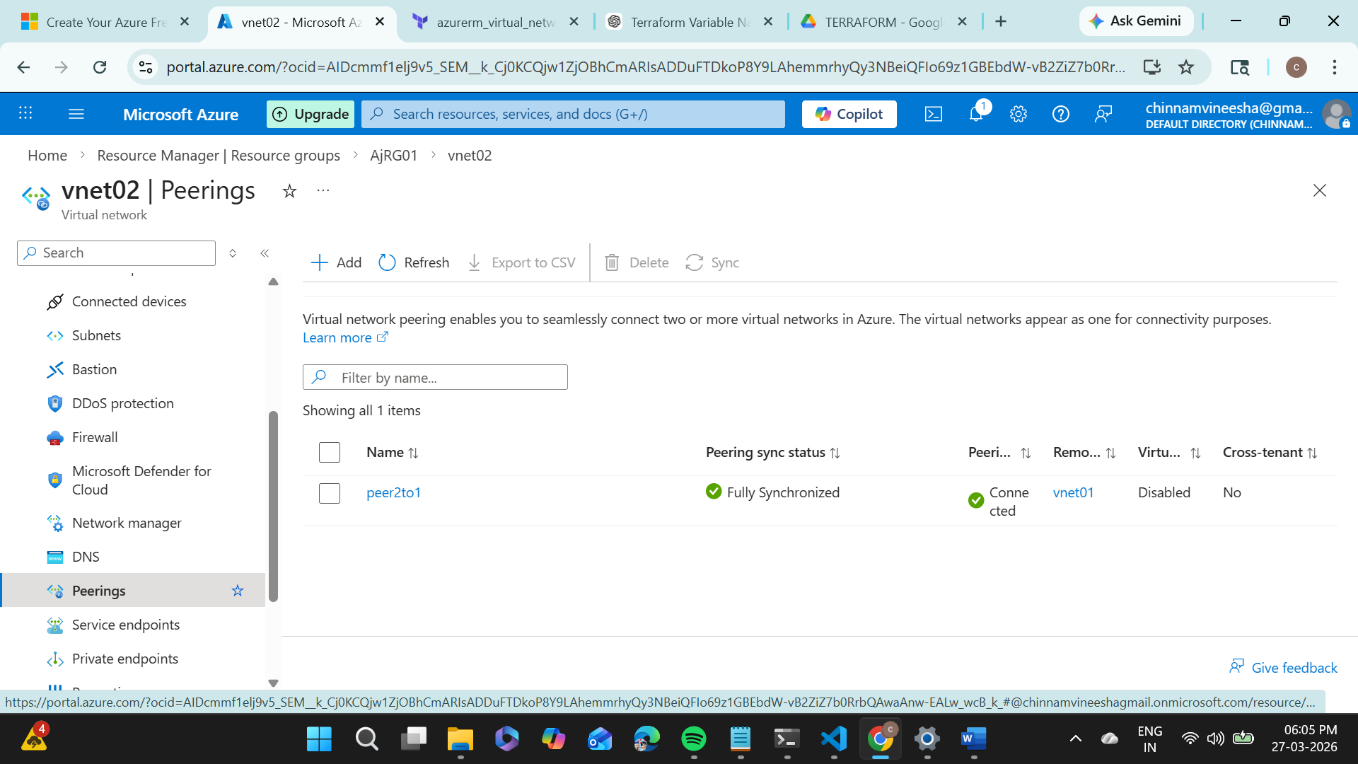 Create Your Azure Fre
vnet02 - Microsoft Az
azurerm_virtual_netw
Terraform Variable Ne
TERRAFORM - Googl
Ask Gemini
portal.azure.com/?ocid=AIDcmmf1elj9v5_SEM__k_Cj0KCQjw1ZjOBhCmARIsADDuFTDkoP8Y9LAhemmrhyQy3NBeiQFIo69z1GBEbdW-vB2ZiZ7b0Rr...
C
Microsoft Azure
Upgrade
Search resources, services, and docs (G+/)
Copilot
1
chinnamvineesha@gma...
DEFAULT DIRECTORY (CHINNAM...
Home
Resource Manager | Resource groups
AjRG01
vnet02
vnet02 | Peerings
Virtual network
Search
Add
Refresh
Export to CSV
Delete
Sync
Connected devices
Subnets
Bastion
DDoS protection
Firewall
Microsoft Defender for
Cloud
Network manager
DNS
Peerings
Service endpoints
Private endpoints
Virtual network peering enables you to seamlessly connect two or more virtual networks in Azure. The virtual networks appear as one for connectivity purposes.
Learn more
Filter by name...
Showing all 1 items
Name
Peering sync status
Peeri...
Remo...
Virtu...
Cross-tenant
peer2to1
Fully Synchronized
Conne
cted
vnet01
Disabled
No
Give feedback
https://portal.azure.com/?ocid=AIDcmmf1elj9v5_SEM__k_Cj0KCQjw1ZjOBhCmARIsADDuFTDkoP8Y9LAhemmrhyQy3NBeiQFIo69z1GBEbdW-vB2ZiZ7b0RrbQAwaAnw-EALw_wcB_k_#@chinnamvineeshagmail.onmicrosoft.com/resource/...
4
C
ENG
IN
06:05 PM
27-03-2026